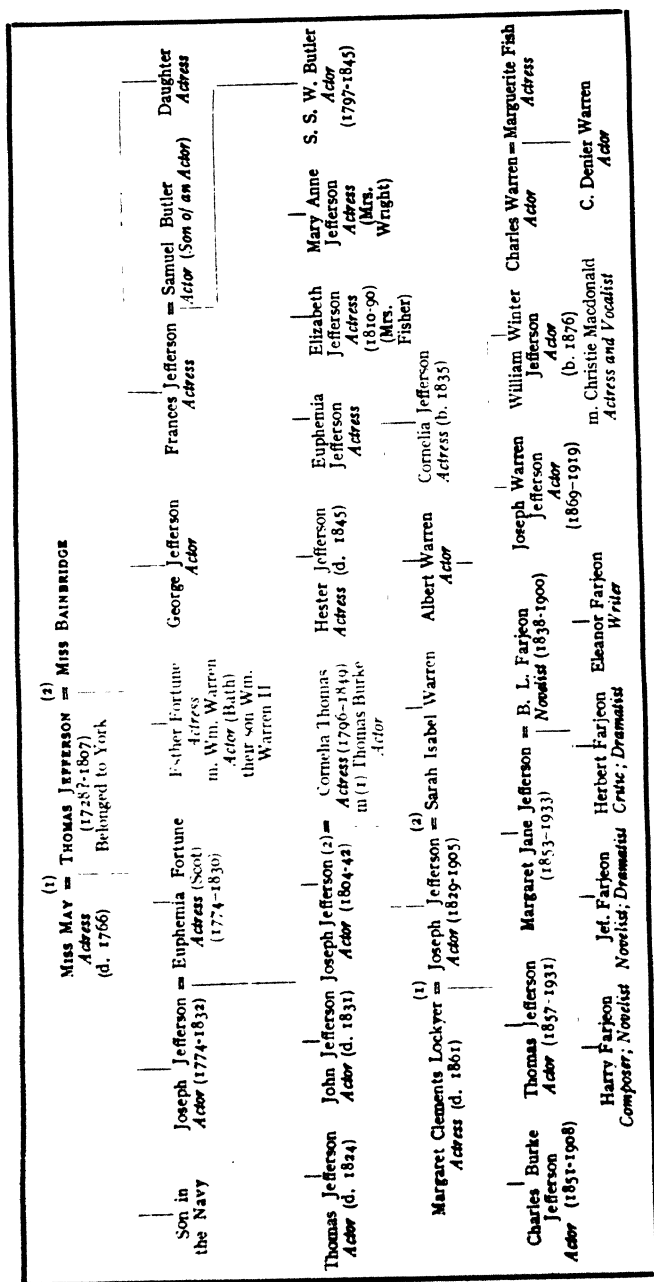 (1) (2)
MISS MAY = THOMAS JEFFERSON = MISS BAINBRIDGE
Actress (1728?-1807)
(d. 1766) Belonged to York
Son in
the Navy
Joseph Jefferson = Euphemia Fortune
Actor (1774-1832) Actress (Scot)
(1774-1830)
Esther Fortune
Actress
m. Wm. Warren
Actor (Bath)
their son Wm.
Warren II
George Jefferson
Actor
Frances Jefferson = Samuel Butler
Actress Actor (Son of an Actor)
Daughter
Actress
Thomas Jefferson
Actor
(d. 1824)
John Jefferson
Actor (d. 1831)
Joseph Jefferson (2) = Cornelia Thomas
Actor (1804-42) Actress (1796-1849)
m (1) Thomas Burke
Actor
Hester Jefferson
Actress (d. 1845)
Euphemia
Jefferson
Actress
Elizabeth
Jefferson
Actress
(1810-90)
(Mrs.
Fisher)
Mary Anne
Jefferson
Actress
(Mrs.
Wright)
S. S. W. Butler
Actor
(1797-1845)
(1) (2)
Margaret Clements Lockyer = Joseph Jefferson = Sarah Isabel Warren
Actress (d. 1861) Actor (1829-1905)
Albert Warren
Actor
Cornelia Jefferson
Actress (b. 1835)
Charles Burke
Jefferson
Actor (1851-1908)
Thomas Jefferson
Actor (1857-1931)
Margaret Jane Jefferson = B. L. Farjeon
(1853-1933) Novelist (1838-1900)
Joseph Warren
Jefferson
Actor
(1869-1919)
William Winter
Jefferson
Actor
(b. 1876)
m. Christie Macdonald
Actress and Vocalist
Charles Warren = Marguerite Fish
Actor Actress
Harry Farjeon
Composer; Novelist
Jef. Farjeon
Novelist; Dramatist
Herbert Farjeon
Critic; Dramatist
Eleanor Farjeon
Writer
C. Denier Warren
Actor